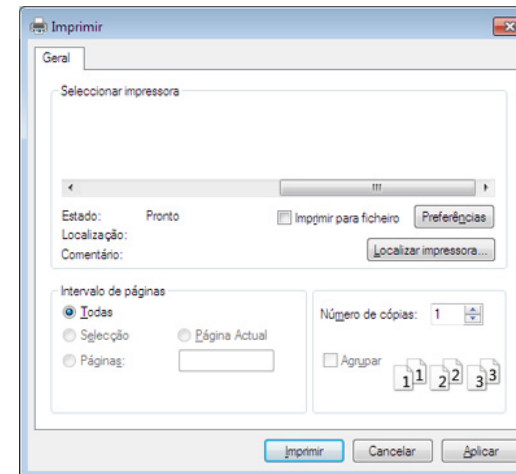 Imprimir
Geral
Seleccionar impressora
Estado: Pronto
Imprimir para ficheiro Preferências
Localização:
Comentário:
Localizar impressora...
Intervalo de páginas
Todas
Selecção Página Actual
Páginas:
Número de cópias: 1
Agrupar
1 1 2 2 3 3
Imprimir Cancelar Aplicar